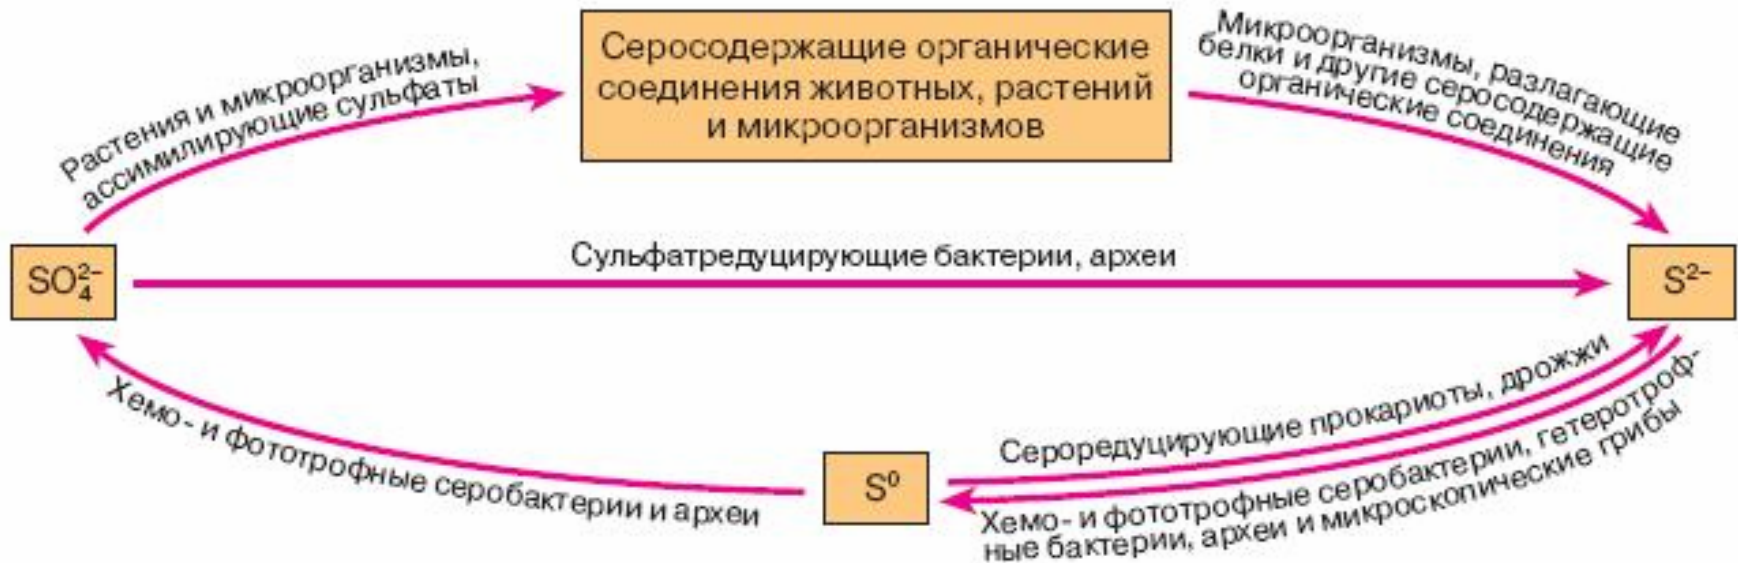 Растения и микроорганизмы,
ассимилирующие сульфаты
Серосодержащие органические
соединения животных, растений
и микроорганизмов
Микроорганизмы, разлагающие
белки и другие серосодержащие
органические соединения
SO₄²⁻
Сульфатредуцирующие бактерии, археи
S²⁻
Хемо- и фототрофные серобактерии и археи
S⁰
Сероредуцирующие прокариоты, дрожжи
Хемо- и фототрофные серобактерии, гетеротроф-
ные бактерии, археи и микроскопические грибы